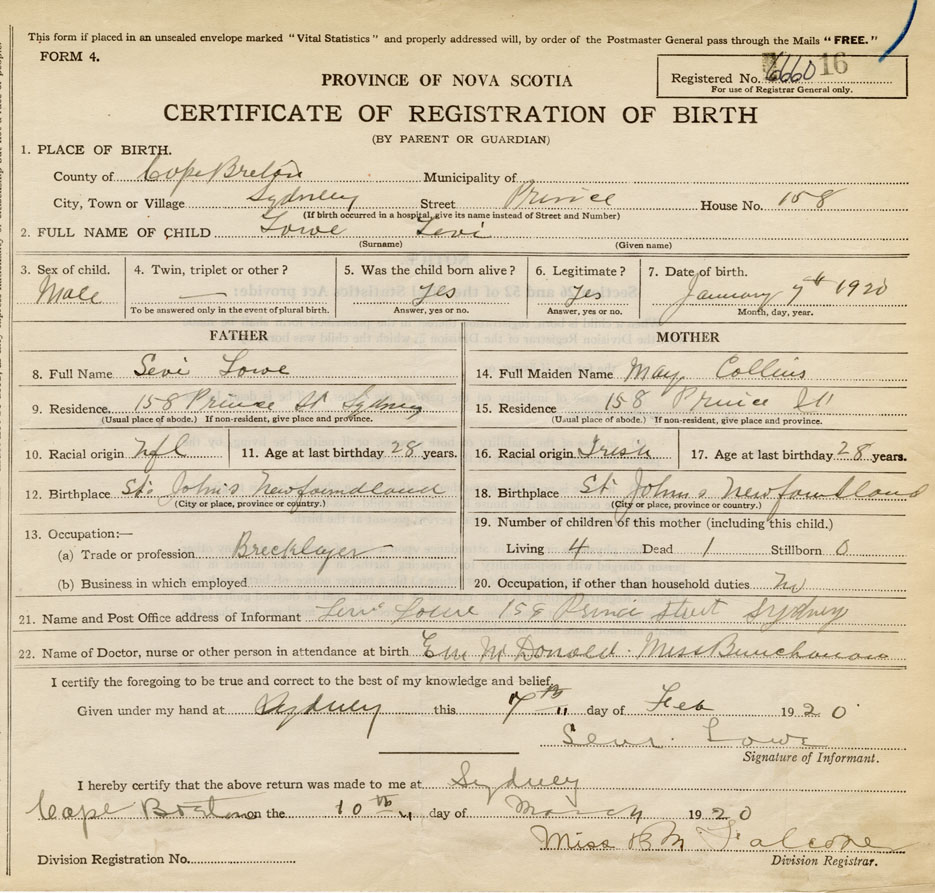 This form if placed in an unsealed envelope marked "Vital Statistics" and properly addressed will, by order of the Postmaster General pass through the Mails "FREE."
FORM 4.
PROVINCE OF NOVA SCOTIA
Registered No. 6660 16
For use of Registrar General only.
CERTIFICATE OF REGISTRATION OF BIRTH
(BY PARENT OR GUARDIAN)
1. PLACE OF BIRTH.
County of Cape Breton Municipality of
City, Town or Village Sydney Street Prince House No. 158
(If birth occurred in a hospital, give its name instead of Street and Number)
2. FULL NAME OF CHILD Lowe Levi
(Surname) (Given name)
3. Sex of child. 4. Twin, triplet or other? 5. Was the child born alive? 6. Legitimate? 7. Date of birth.
Male — Yes Yes January 7th 1920
To be answered only in the event of plural birth. Answer, yes or no. Answer, yes or no. Month, day, year.
FATHER MOTHER
8. Full Name Levi Lowe
14. Full Maiden Name May Collins
9. Residence 158 Prince St Sydney
15. Residence 158 Prince St
(Usual place of abode.) If non-resident, give place and province.
(Usual place of abode.) If non-resident, give place and province.
10. Racial origin Nfl 11. Age at last birthday 28 years.
16. Racial origin Irish 17. Age at last birthday 28 years.
12. Birthplace St. John's Newfoundland
18. Birthplace St Johns Newfountland
(City or place, province or country.)
(City or place, province or country.)
13. Occupation:—
19. Number of children of this mother (including this child.)
(a) Trade or profession Brecklayer
Living 4 Dead 1 Stillborn 0
(b) Business in which employed
20. Occupation, if other than household duties No
21. Name and Post Office address of Informant Levi Lowe 158 Prince Street Sydney
22. Name of Doctor, nurse or other person in attendance at birth McDonald Miss
I certify the foregoing to be true and correct to the best of my knowledge and belief.
Given under my hand at Sydney this 7th day of Feb 1920
Levi Lowe
Signature of Informant.
I hereby certify that the above return was made to me at Sydney
Cape Breton on the 10th day of March 1920
Miss B M Falcone
Division Registration No.
Division Registrar.